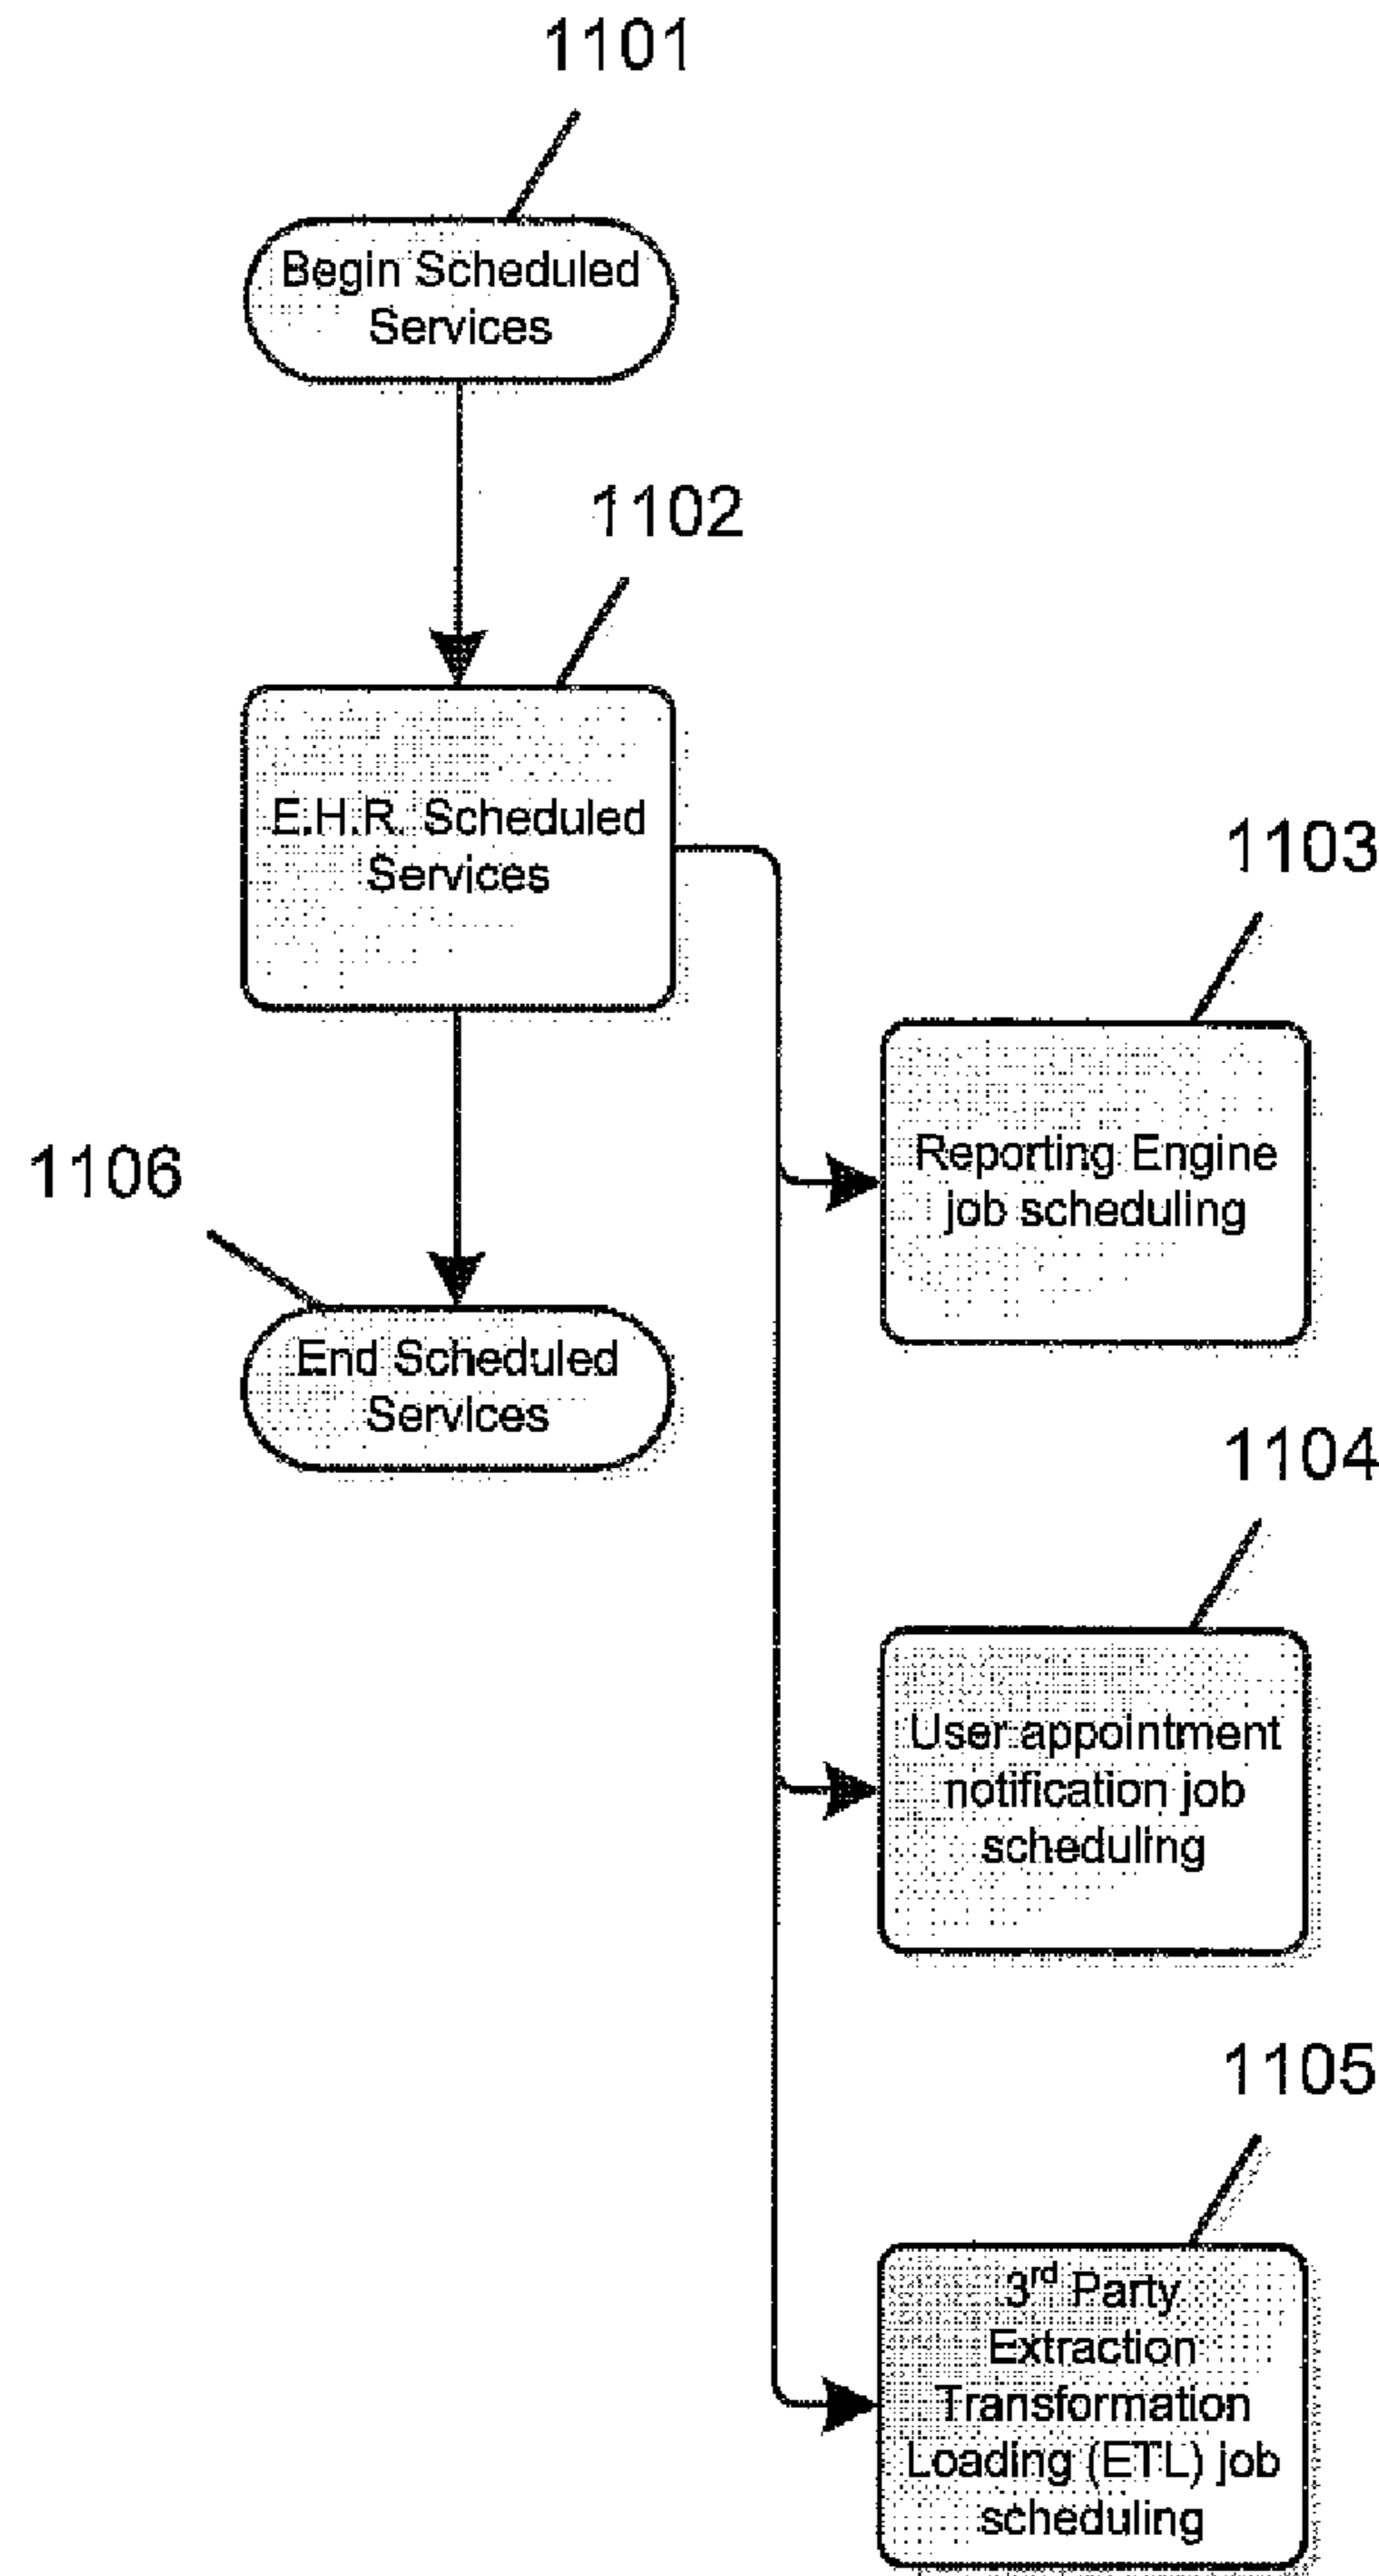 1101
Begin Scheduled
Services
1102
E.H.R. Scheduled
Services
1103
Reporting Engine
job scheduling
1106
End Scheduled
Services
1104
User appointment
notification job
scheduling
1105
3rd Party
Extraction
Transformation
Loading (ETL) job
scheduling